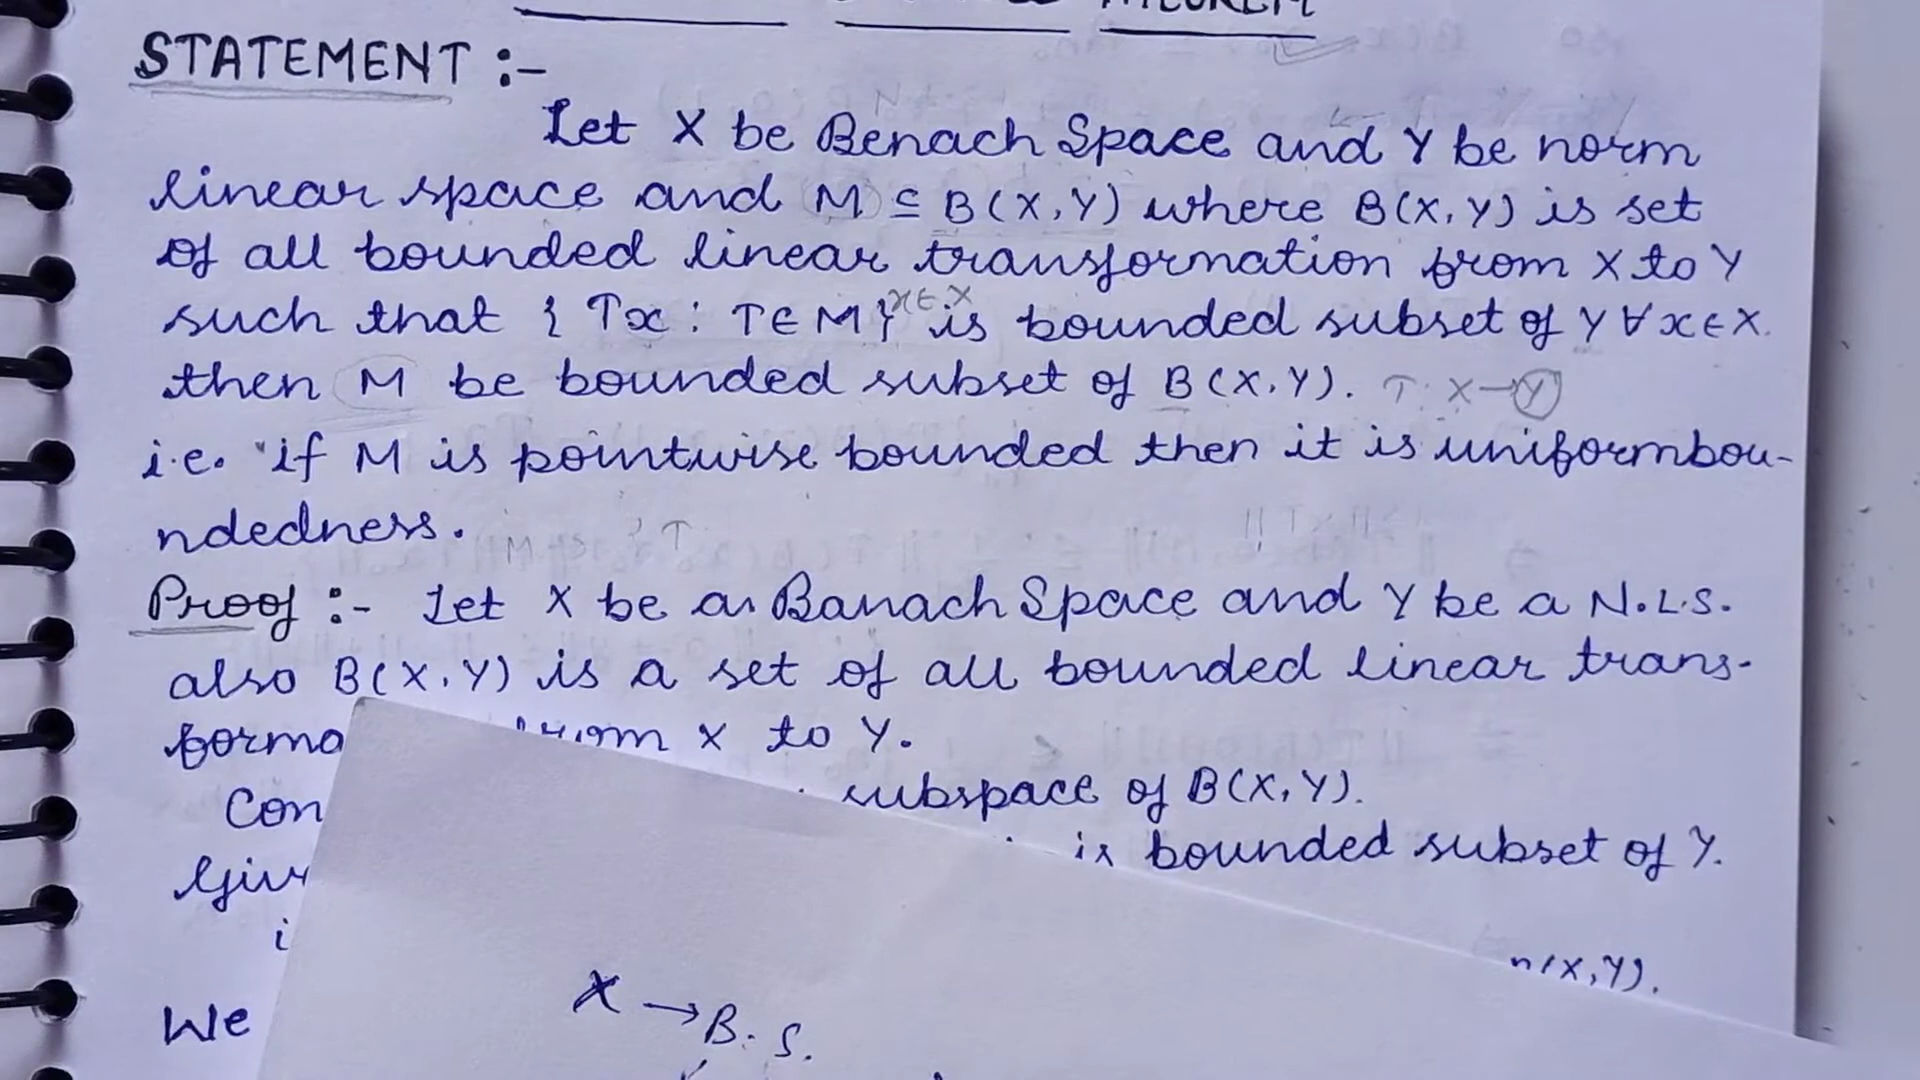 THEOREM
STATEMENT :-
Let X be Benach Space and Y be norm
linear space and M ⊆ B(X,Y) where B(X,Y) is set
of all bounded linear transformation from X to Y
such that { Tx : T∈M} x∈X is bounded subset of Y ∀ x∈X.
then M be bounded subset of B(X,Y). T: X→Y
i.e. "if M is pointwise bounded then it is uniformbou-
ndedness.
Proof :- Let X be a Banach Space and Y be a N.L.S.
also B(X,Y) is a set of all bounded linear trans-
forma from X to Y.
Con subspace of B(X,Y).
Giv is bounded subset of Y.
i (X,Y).
We
X → B.S.